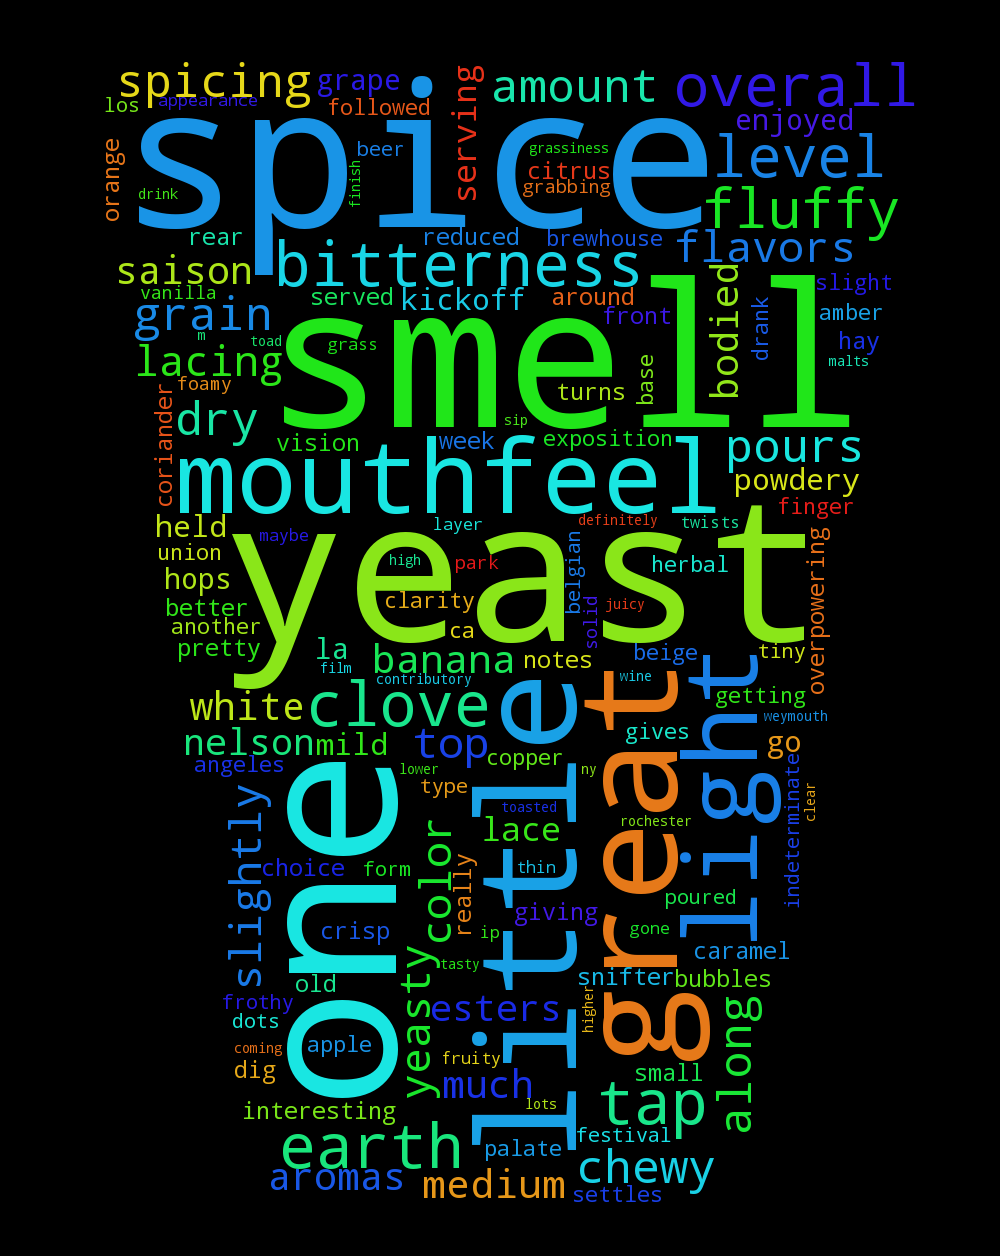 spicing
grape
serving
amount
overall
los
appearance
followed
enjoyed
spice
orange
beer
finish
grassiness
citrus
grabbing
level
drink
fluffy
rear
reduced
brewhouse
flavors
saison
bitterness
bodied
slight
vanilla
served
kickoff
around
grain
front
drank
amber
m
toad
grass
hay
lacing
smell
malts
foamy
turns
base
coriander
dry
sip
vision
week
exposition
pours
mouthfeel
powdery
finger
held
layer
definitely
twists
union
maybe
yeast
belgian
overpowering
high
park
herbal
hops
better
clarity
solid
juicy
another
ca
pretty
la
banana
notes
beige
tiny
film
contributory
wine
light
getting
white
clove
little
great
weymouth
nelson
mild
top
copper
gives
go
angeles
one
lower
ny
type
toasted
indeterminate
clear
slightly
color
lace
rochester
choice
form
really
thin
poured
giving
crisp
ip
gone
caramel
tasty
old
yeasty
snifter
bubbles
frothy
esters
higher
along
dots
coming
apple
fruity
dig
much
small
interesting
lots
tap
earth
palate
festival
aromas
medium
chewy
settles